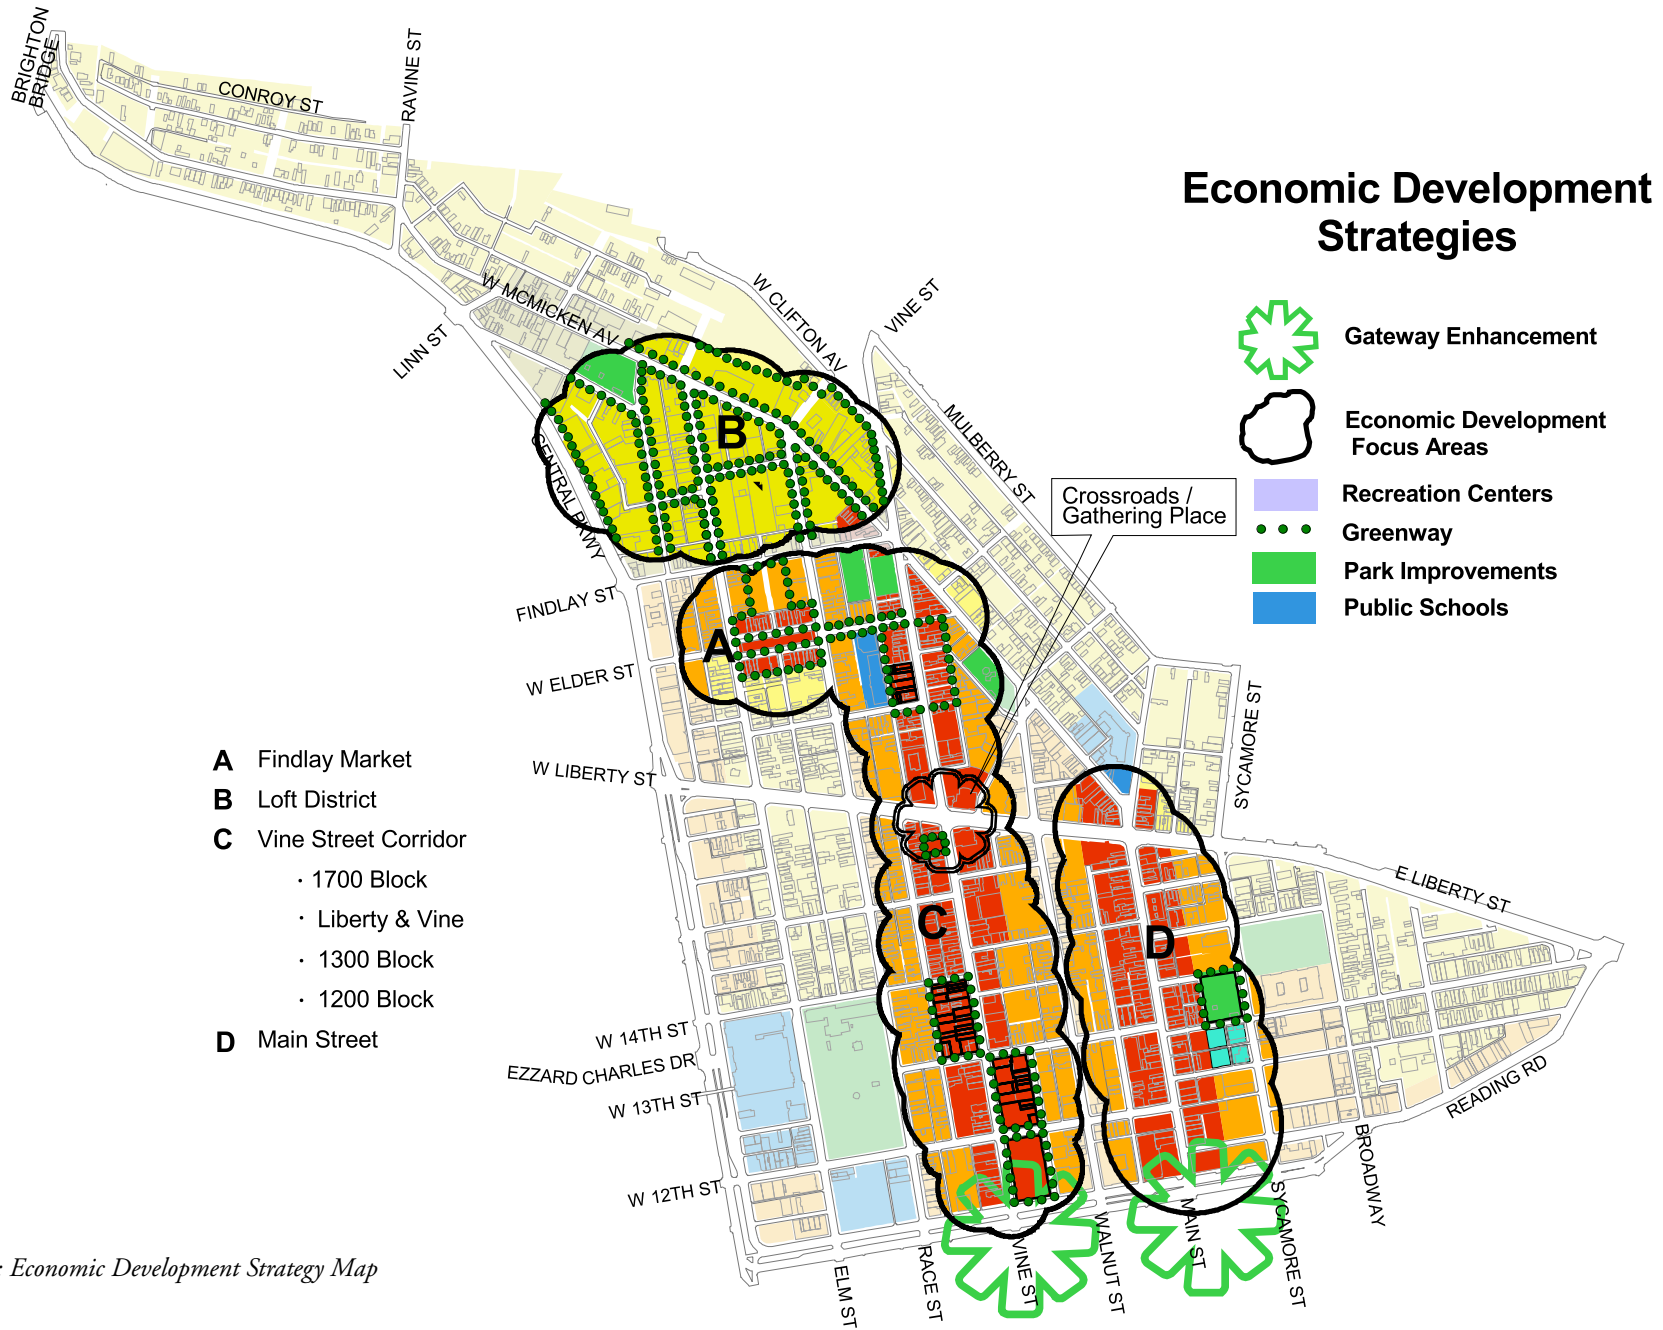 BRIGHTON
BRIDGE
CONROY ST
RAVINE ST
Economic Development
Strategies
W MCMICKEN AV
W CLIFTON AV
VINE ST
LINN ST
Gateway Enhancement
Economic Development
Focus Areas
MULBERRY ST
B
CENTRAL PKWY
Crossroads /
Gathering Place
Recreation Centers
Greenway
Park Improvements
Public Schools
FINDLAY ST
A
W ELDER ST
SYCAMORE ST
A Findlay Market
W LIBERTY ST
B Loft District
C Vine Street Corridor
· 1700 Block
· Liberty & Vine
· 1300 Block
· 1200 Block
D Main Street
E LIBERTY ST
C
D
W 14TH ST
EZZARD CHARLES DR
W 13TH ST
READING RD
W 12TH ST
BROADWAY
ELM ST
RACE ST
VINE ST
WALNUT ST
MAIN ST
SYCAMORE ST
: Economic Development Strategy Map